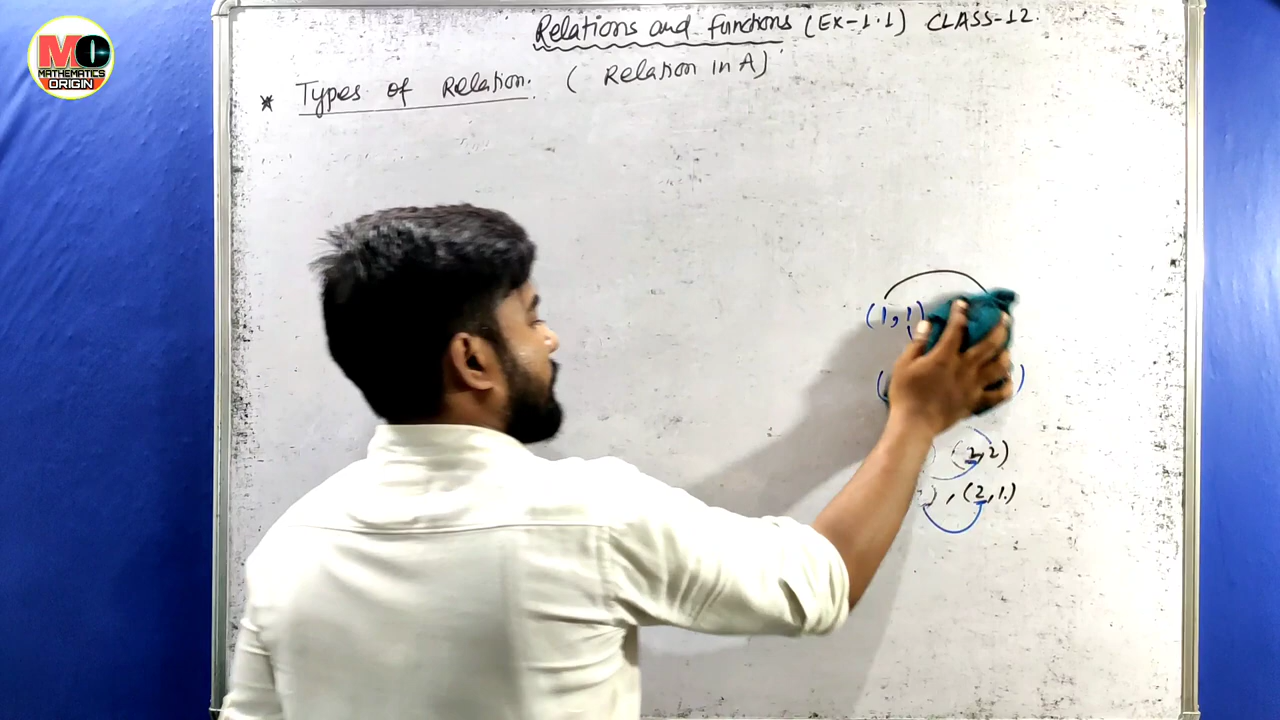 MO
MATHEMATICS
ORIGIN
Relations and functions (EX-1.1) CLASS-12.
* Types of Relation. ( Relation in A)
(1,1)
( )
(2,2)
) , (2,1)